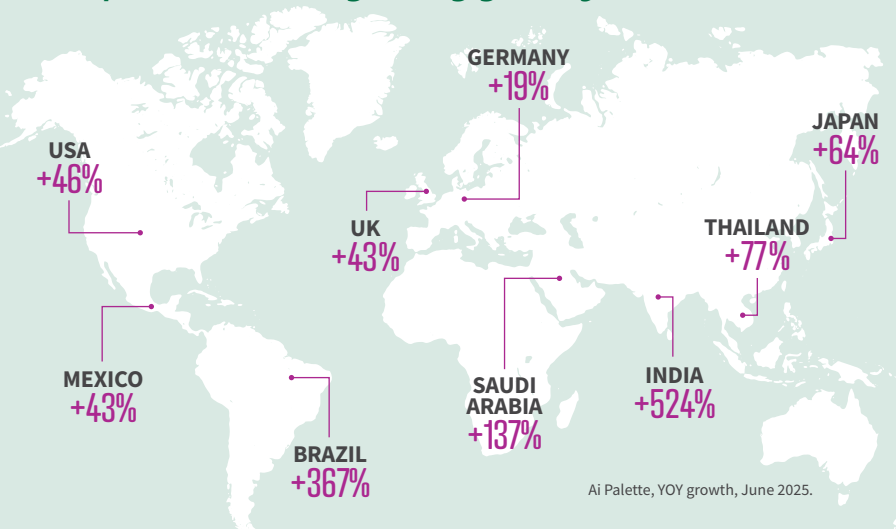 GERMANY
+19%
JAPAN
+64%
USA
+46%
UK
+43%
THAILAND
+77%
MEXICO
+43%
SAUDI
ARABIA
+137%
INDIA
+524%
BRAZIL
+367%
Ai Palette, YOY growth, June 2025.